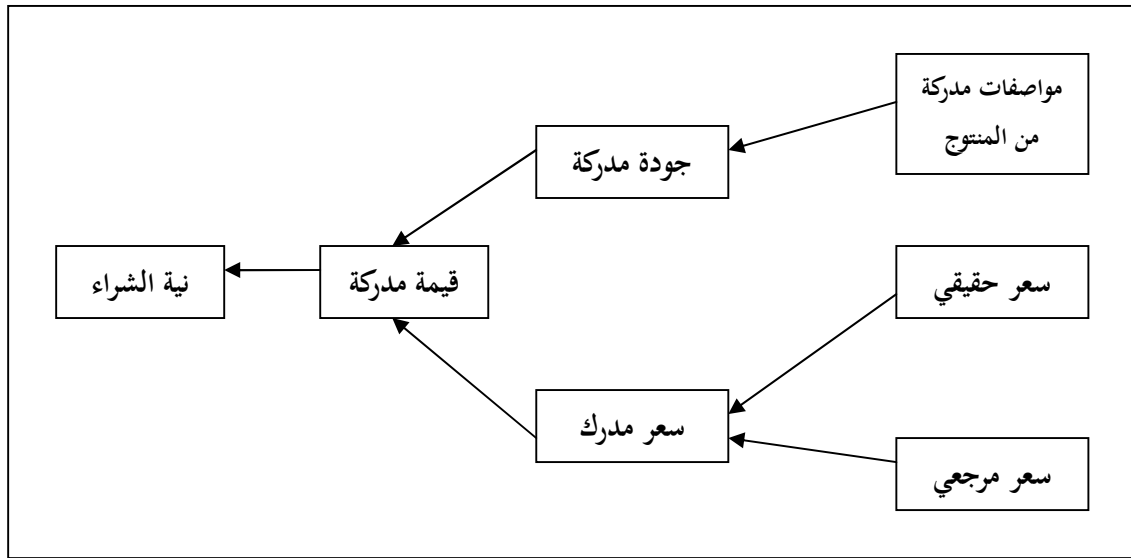 مواصفات مدركة
من المنتوج
جودة مدركة
سعر حقيقي
قيمة مدركة
نية الشراء
سعر مدرك
سعر مرجعي